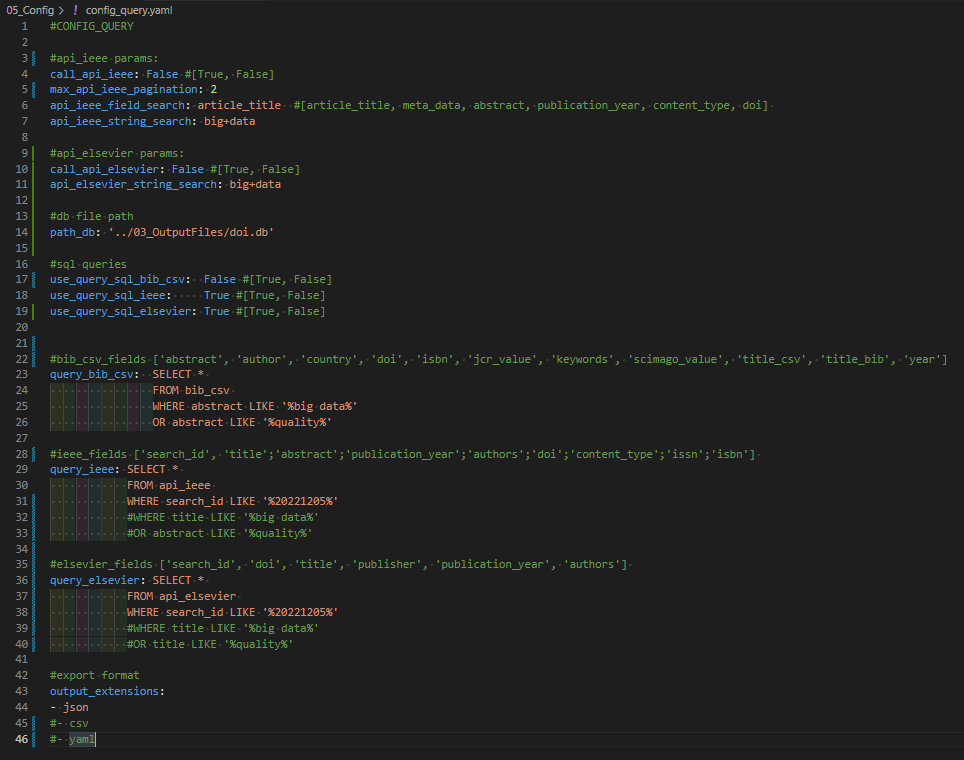 05_Config > ! config_query.yaml
1 #CONFIG_QUERY
2
3 #api_ieee params:
4 call_api_ieee: False #[True, False]
5 max_api_ieee_pagination: 2
6 api_ieee_field_search: article_title  #[article_title, meta_data, abstract, publication_year, content_type, doi]
7 api_ieee_string_search: big+data
8
9 #api_elsevier params:
10 call_api_elsevier: False #[True, False]
11 api_elsevier_string_search: big+data
12
13 #db file path
14 path_db: '../03_OutputFiles/doi.db'
15
16 #sql queries
17 use_query_sql_bib_csv:  False #[True, False]
18 use_query_sql_ieee:     True #[True, False]
19 use_query_sql_elsevier: True #[True, False]
20
21
22 #bib_csv_fields ['abstract', 'author', 'country', 'doi', 'isbn', 'jcr_value', 'keywords', 'scimago_value', 'title_csv', 'title_bib', 'year']
23 query_bib_csv:  SELECT *
24                 FROM bib_csv
25                 WHERE abstract LIKE '%big data%'
26                 OR abstract LIKE '%quality%'
27
28 #ieee_fields ['search_id', 'title';'abstract';'publication_year';'authors';'doi';'content_type';'issn';'isbn']
29 query_ieee: SELECT *
30             FROM api_ieee
31             WHERE search_id LIKE '%20221205%'
32             #WHERE title LIKE '%big data%'
33             #OR abstract LIKE '%quality%'
34
35 #elsevier_fields ['search_id', 'doi', 'title', 'publisher', 'publication_year', 'authors']
36 query_elsevier: SELECT *
37             FROM api_elsevier
38             WHERE search_id LIKE '%20221205%'
39             #WHERE title LIKE '%big data%'
40             #OR title LIKE '%quality%'
41
42 #export format
43 output_extensions:
44 - json
45 #- csv
46 #- yaml